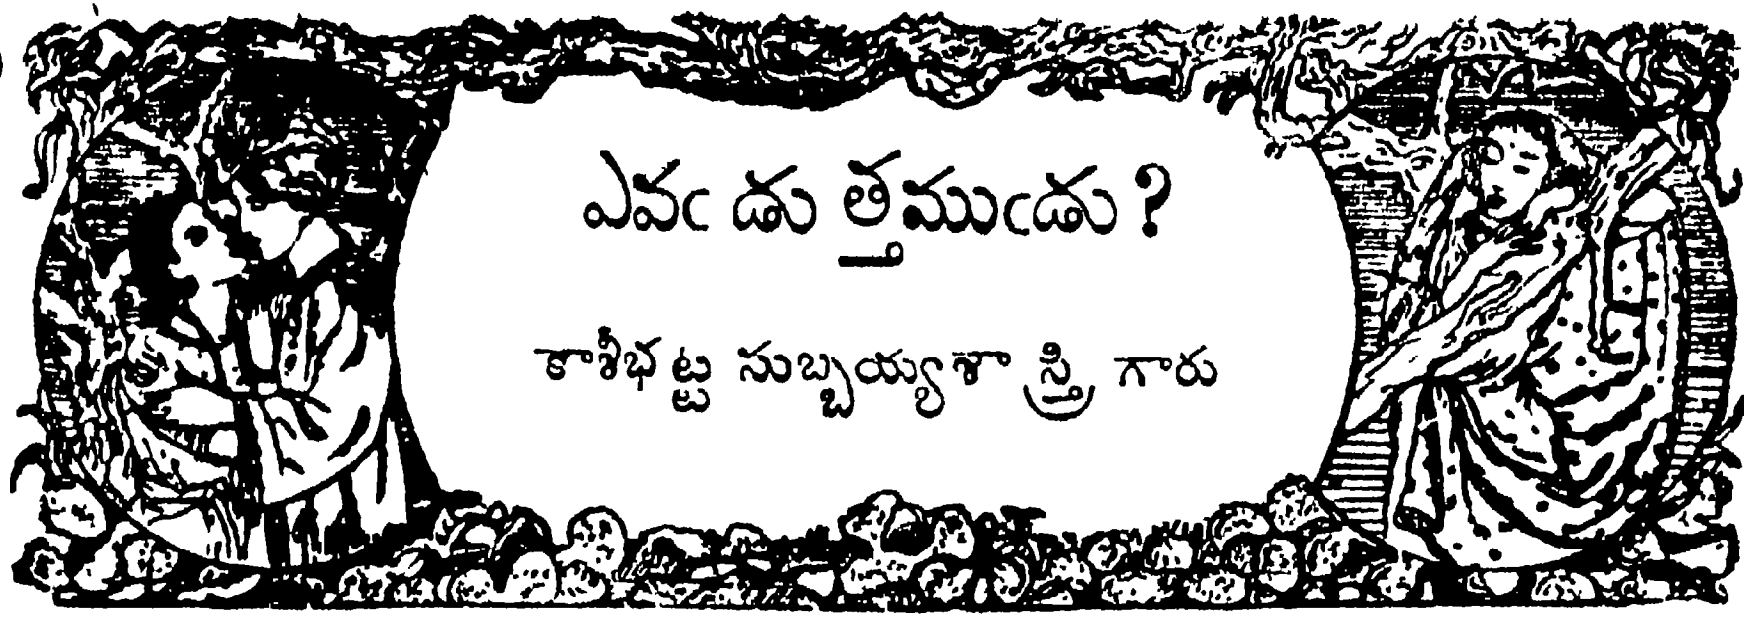 ఎవఁ డు త్తముఁడు ?
కాశీభట్ట సుబ్బయ్యశాస్త్రి గారు